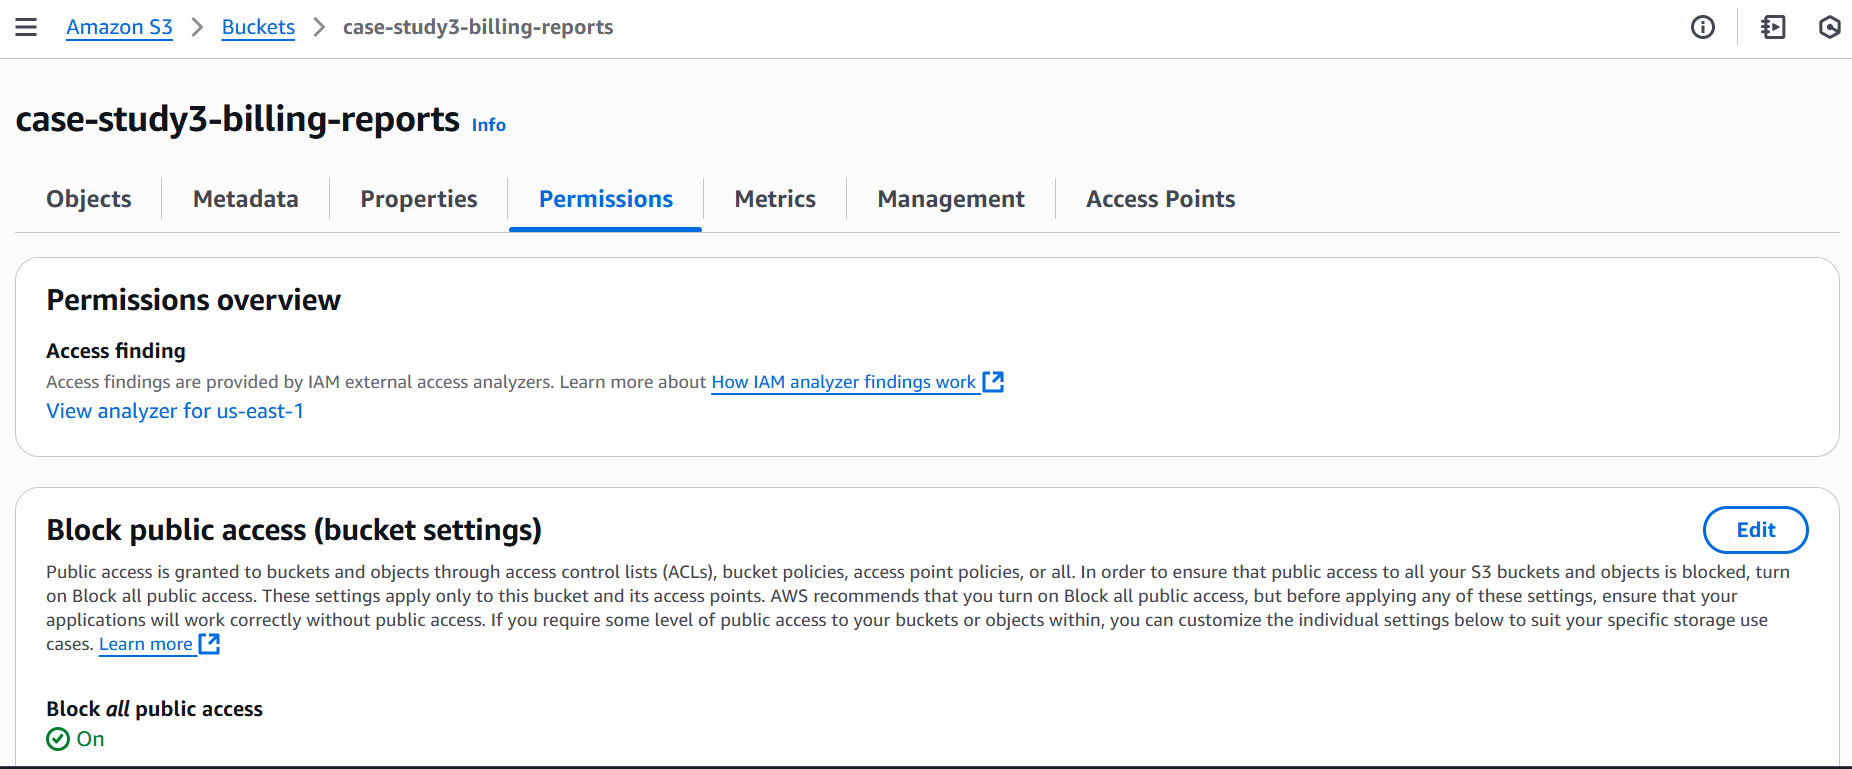 Amazon S3 > Buckets > case-study3-billing-reports
case-study3-billing-reports Info
Objects Metadata Properties Permissions Metrics Management Access Points
Permissions overview
Access finding
Access findings are provided by IAM external access analyzers. Learn more about How IAM analyzer findings work
View analyzer for us-east-1
Block public access (bucket settings) Edit
Public access is granted to buckets and objects through access control lists (ACLs), bucket policies, access point policies, or all. In order to ensure that public access to all your S3 buckets and objects is blocked, turn
on Block all public access. These settings apply only to this bucket and its access points. AWS recommends that you turn on Block all public access, but before applying any of these settings, ensure that your
applications will work correctly without public access. If you require some level of public access to your buckets or objects within, you can customize the individual settings below to suit your specific storage use
cases. Learn more
Block all public access
On